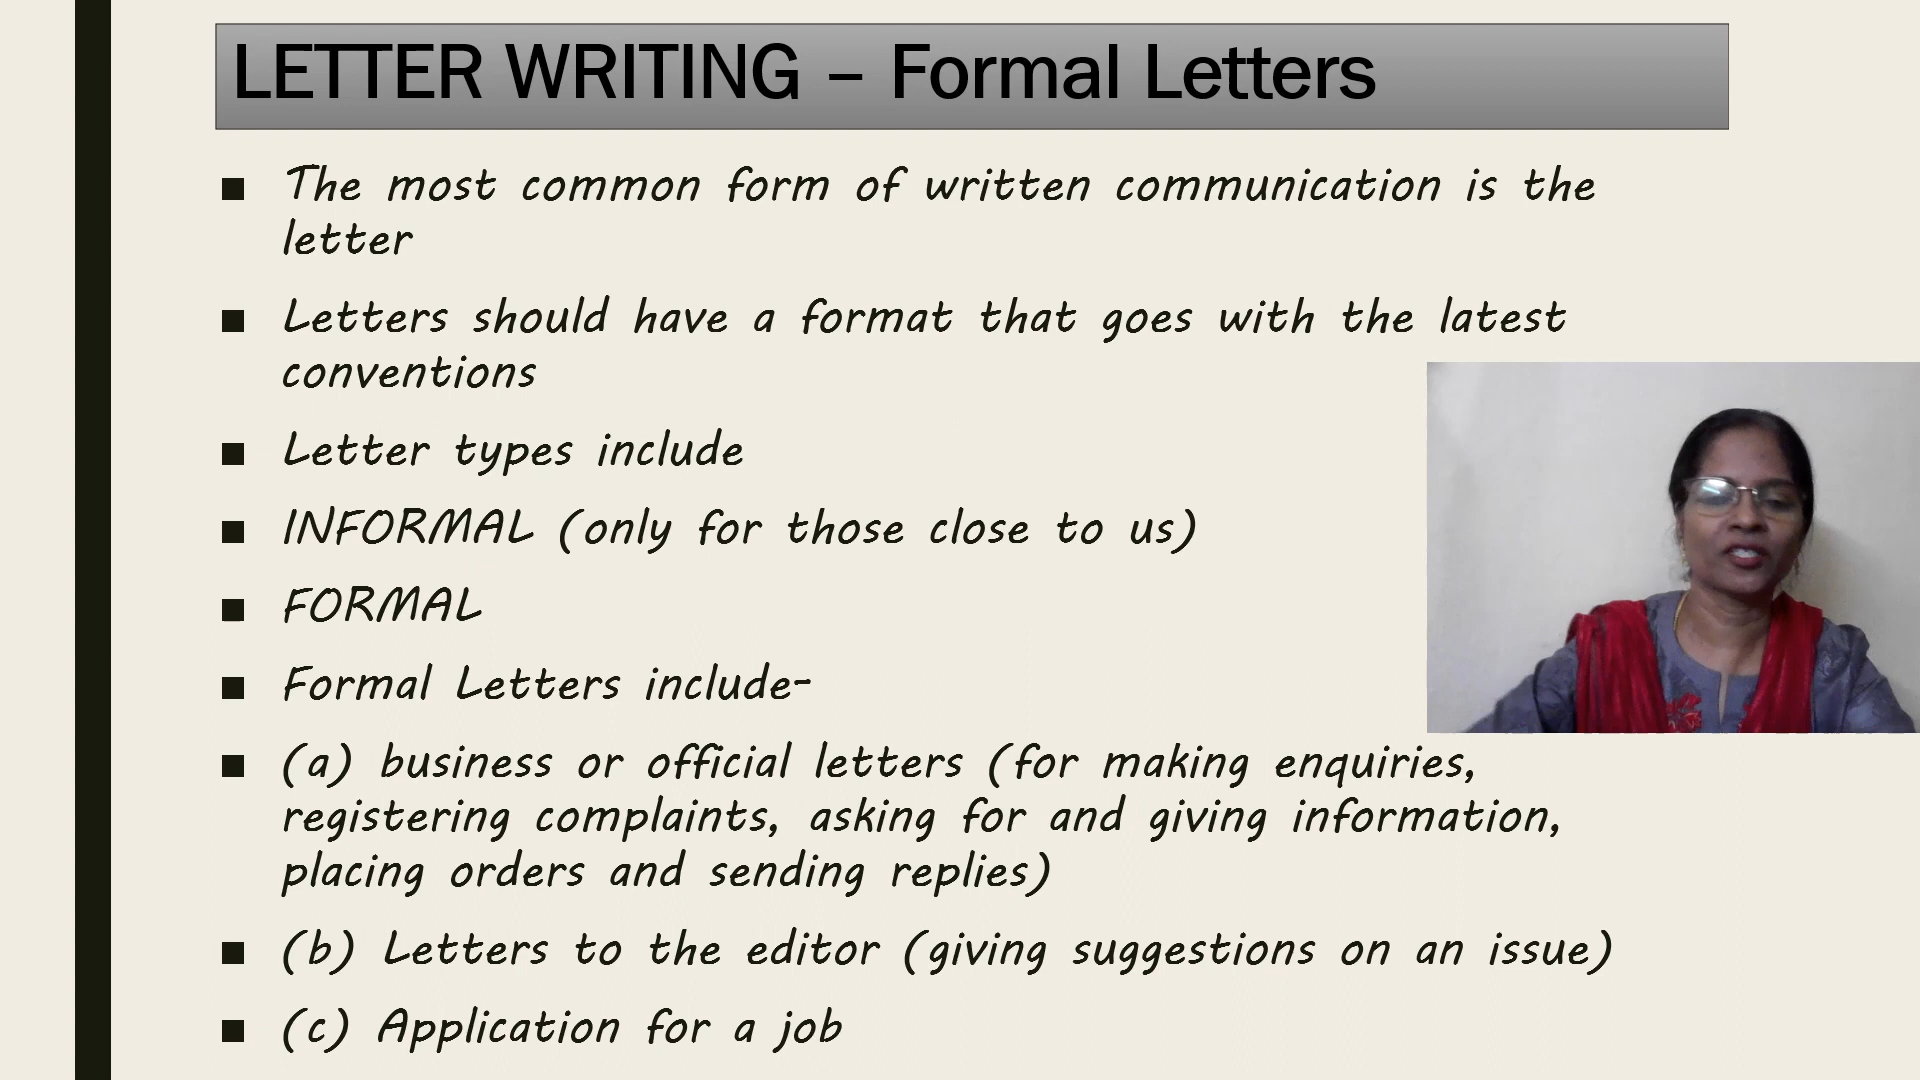 LETTER WRITING – Formal Letters
■ The most common form of written communication is the
letter
■ Letters should have a format that goes with the latest
conventions
■ Letter types include
■ INFORMAL (only for those close to us)
■ FORMAL
■ Formal Letters include-
■ (a) business or official letters (for making enquiries,
registering complaints, asking for and giving information,
placing orders and sending replies)
■ (b) Letters to the editor (giving suggestions on an issue)
■ (c) Application for a job